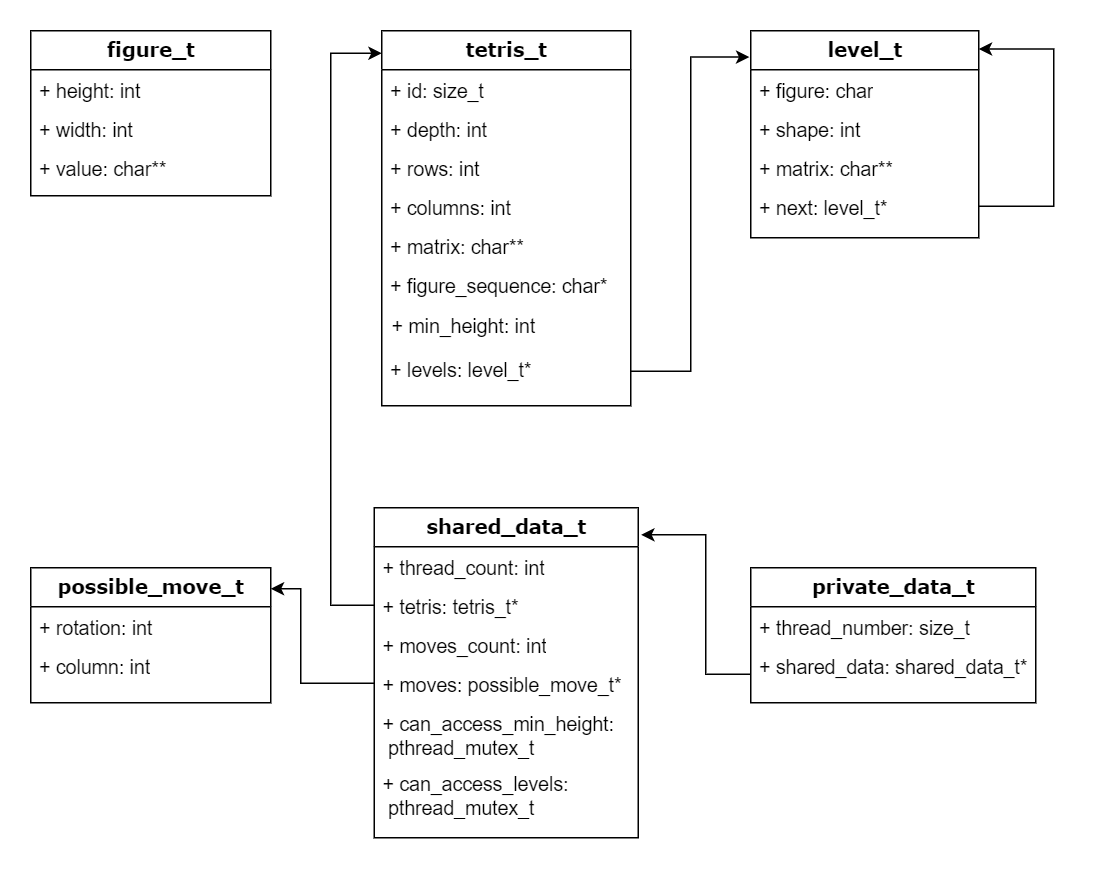 figure_t
+ height: int
+ width: int
+ value: char**
tetris_t
+ id: size_t
+ depth: int
+ rows: int
+ columns: int
+ matrix: char**
+ figure_sequence: char*
+ min_height: int
+ levels: level_t*
level_t
+ figure: char
+ shape: int
+ matrix: char**
+ next: level_t*
possible_move_t
+ rotation: int
+ column: int
shared_data_t
+ thread_count: int
+ tetris: tetris_t*
+ moves_count: int
+ moves: possible_move_t*
+ can_access_min_height:
pthread_mutex_t
+ can_access_levels:
pthread_mutex_t
private_data_t
+ thread_number: size_t
+ shared_data: shared_data_t*